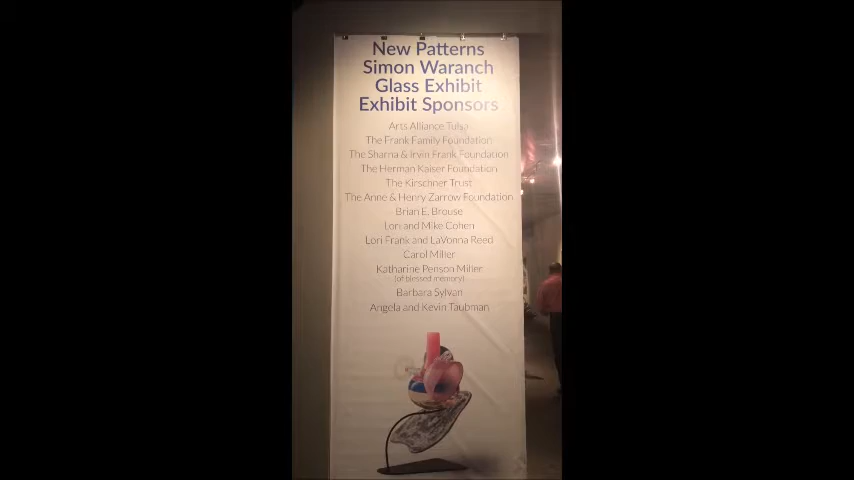 New Patterns
Simon Waranch
Glass Exhibit
Exhibit Sponsors
Arts Alliance Tulsa
The Frank Family Foundation
The Sharna & Irvin Frank Foundation
The Herman Kaiser Foundation
The Kirschner Trust
The Anne & Henry Zarrow Foundation
Brian E. Brouse
Lori and Mike Cohen
Lori Frank and LaVonna Reed
Carol Miller
Katharine Penson Miller
(of blessed memory)
Barbara Sylvan
Angela and Kevin Taubman